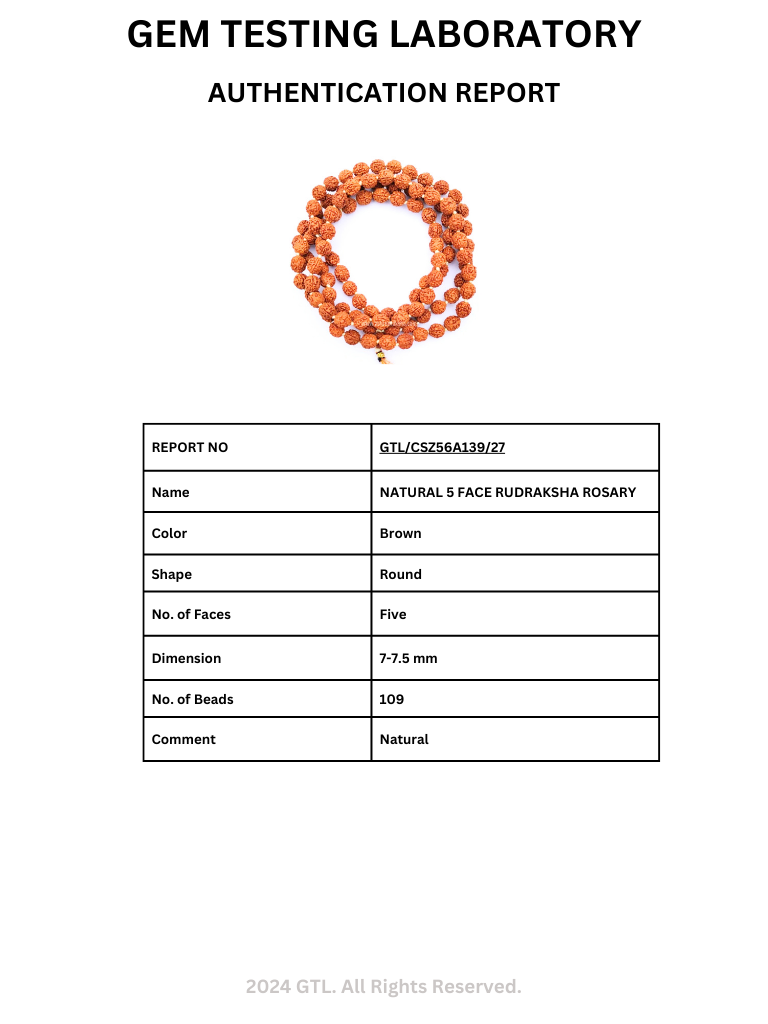 GEM TESTING LABORATORY
AUTHENTICATION REPORT
REPORT NO GTL/CSZ56A139/27
Name NATURAL 5 FACE RUDRAKSHA ROSARY
Color Brown
Shape Round
No. of Faces Five
Dimension 7-7.5 mm
No. of Beads 109
Comment Natural
2024 GTL. All Rights Reserved.